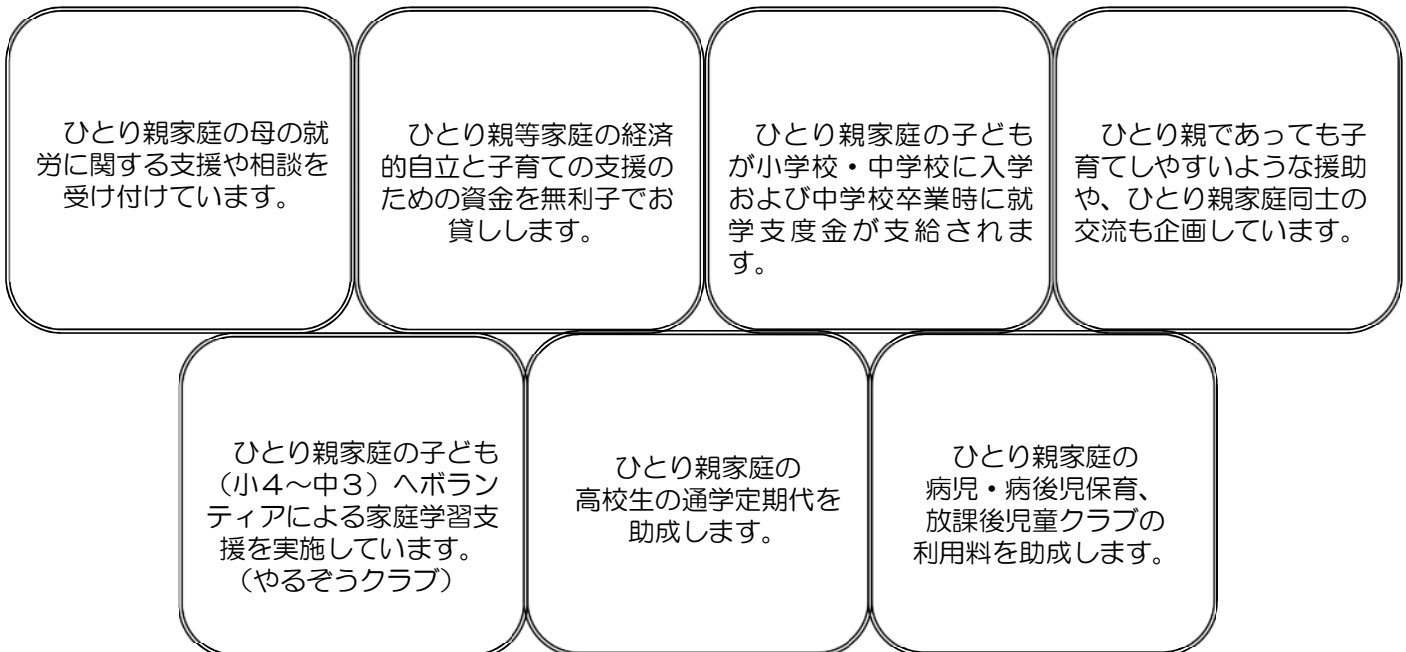 ひとり親家庭の母の就
労に関する支援や相談を
受け付けています。
ひとり親等家庭の経済
的自立と子育ての支援の
ための資金を無利子でお
貸しします。
ひとり親家庭の子ども
が小学校・中学校に入学
および中学校卒業時に就
学支度金が支給されま
す。
ひとり親であっても子
育てしやすいような援助
や、ひとり親家庭同士の
交流も企画しています。
ひとり親家庭の子ども
（小４～中３）へボラン
ティアによる家庭学習支
援を実施しています。
（やるぞうクラブ）
ひとり親家庭の
高校生の通学定期代を
助成します。
ひとり親家庭の
病児・病後児保育、
放課後児童クラブの
利用料を助成します。